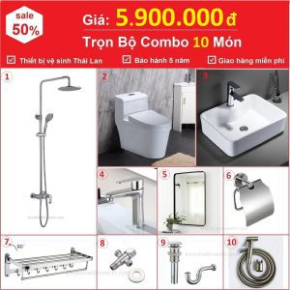 sale
50%
Giá: 5.900.000đ
Trọn Bộ Combo 10 Món
✓ Thiết bị vệ sinh Thái Lan ✓ Bảo hành 5 năm ✓ Giao hàng miễn phí
1
2
3
4
5
6
7
8
9
10